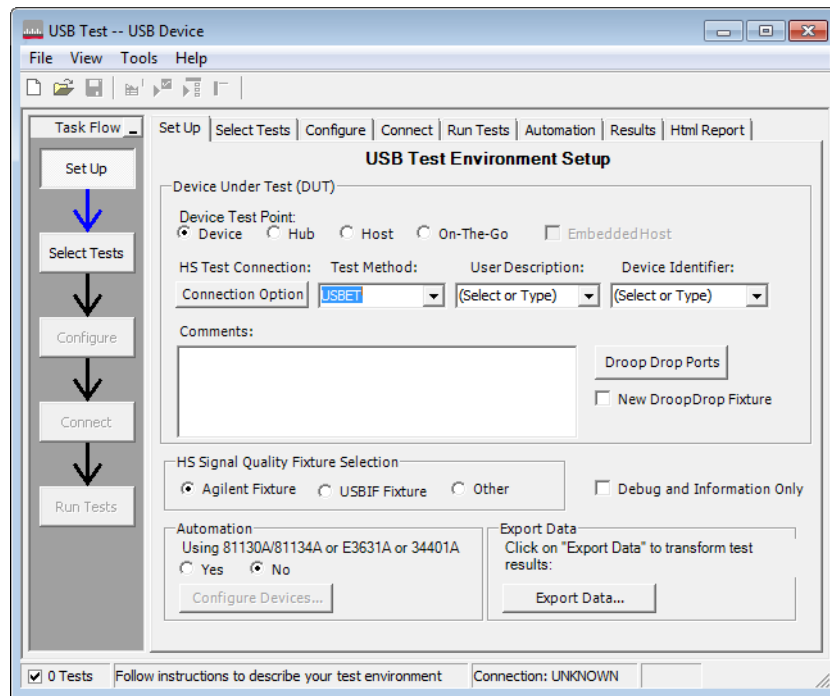 USB Test -- USB Device
File View Tools Help
Task Flow
Set Up
Select Tests
Configure
Connect
Run Tests
Set Up Select Tests Configure Connect Run Tests Automation Results Html Report
USB Test Environment Setup
Device Under Test (DUT)
Device Test Point:
Device Hub Host On-The-Go EmbeddedHost
HS Test Connection: Test Method: User Description: Device Identifier:
Connection Option USBET (Select or Type) (Select or Type)
Comments:
Droop Drop Ports
New DroopDrop Fixture
HS Signal Quality Fixture Selection
Agilent Fixture USBIF Fixture Other
Debug and Information Only
Automation
Using 81130A/81134A or E3631A or 34401A
Yes No
Configure Devices...
Export Data
Click on "Export Data" to transform test
results:
Export Data...
0 Tests Follow instructions to describe your test environment Connection: UNKNOWN